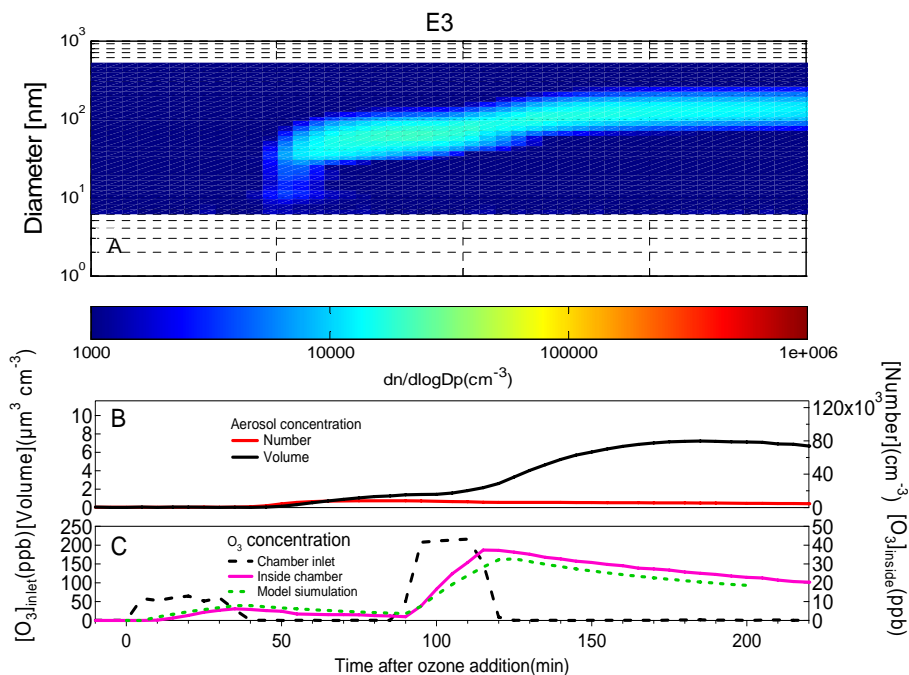 E3
10³
10²
10¹
10⁰
Diameter [nm]
A
1000 10000 100000 1e+006
dn/dlogDp(cm⁻³)
[Volume](µm³ cm⁻³)
10
8
6
4
2
0
B
Aerosol concentration
Number
Volume
120x10³
80
40
0
[Number](cm⁻³)
[O₃]inlet(ppb)
250
200
150
100
50
0
C
O₃ concentration
Chamber inlet
Inside chamber
Model siumulation
50
40
30
20
10
0
[O₃]inside(ppb)
0 50 100 150 200
Time after ozone addition(min)